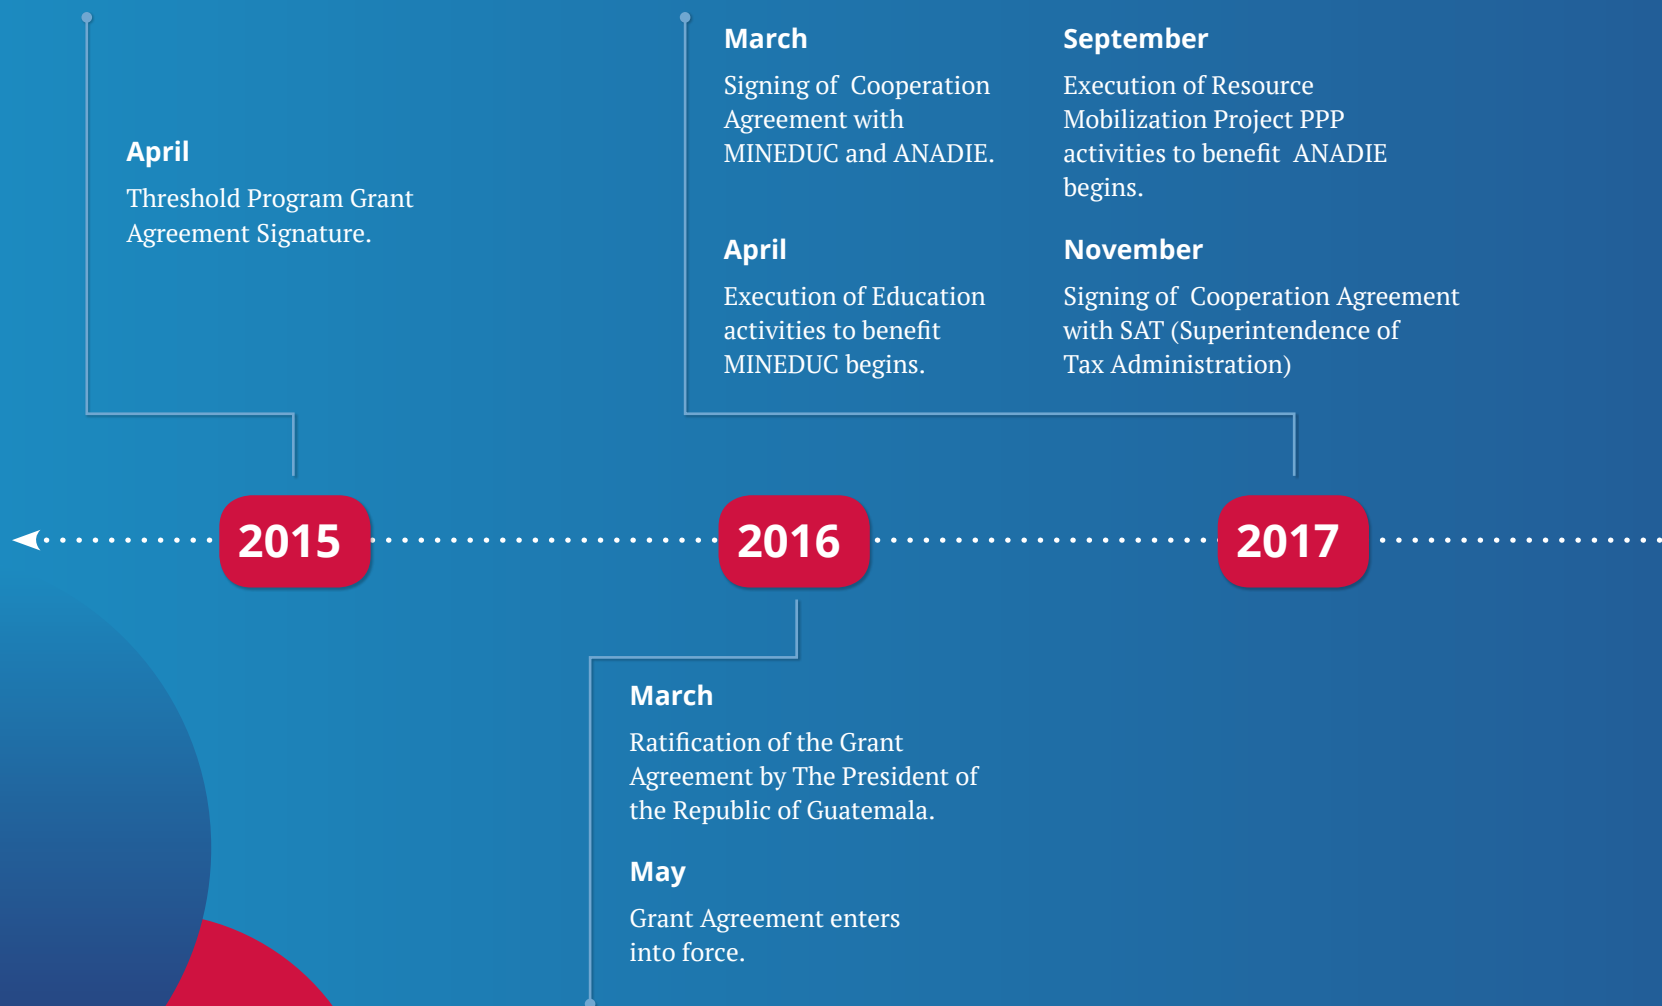 April
Threshold Program Grant
Agreement Signature.
March
Signing of Cooperation
Agreement with
MINEDUC and ANADIE.
April
Execution of Education
activities to benefit
MINEDUC begins.
September
Execution of Resource
Mobilization Project PPP
activities to benefit ANADIE
begins.
November
Signing of Cooperation Agreement
with SAT (Superintendence of
Tax Administration)
2015
2016
2017
March
Ratification of the Grant
Agreement by The President of
the Republic of Guatemala.
May
Grant Agreement enters
into force.